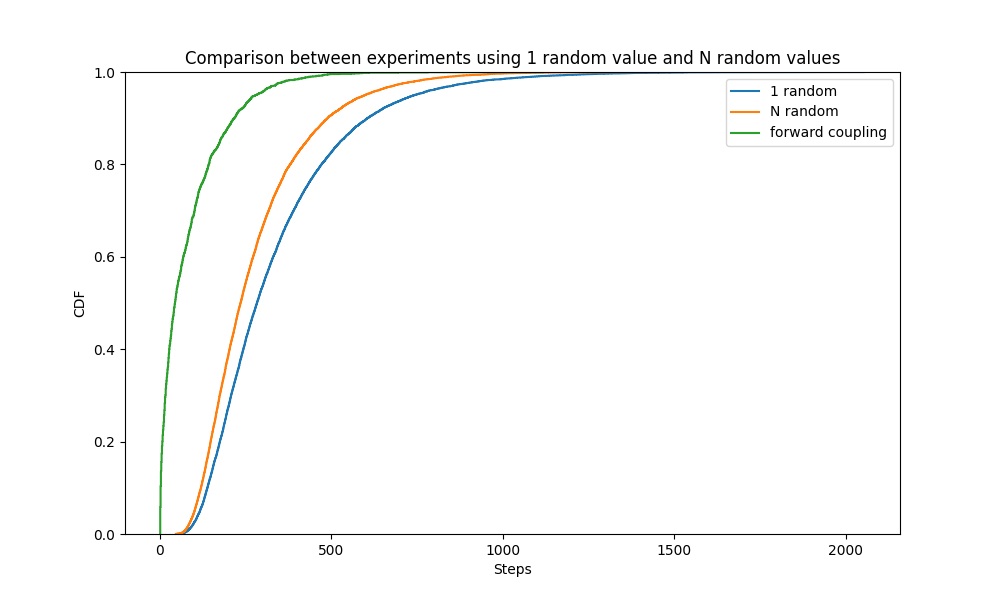 Comparison between experiments using 1 random value and N random values
1.0
1 random
N random
forward coupling
0.8
0.6
CDF
0.4
0.2
0.0
0 500 1000 1500 2000
Steps